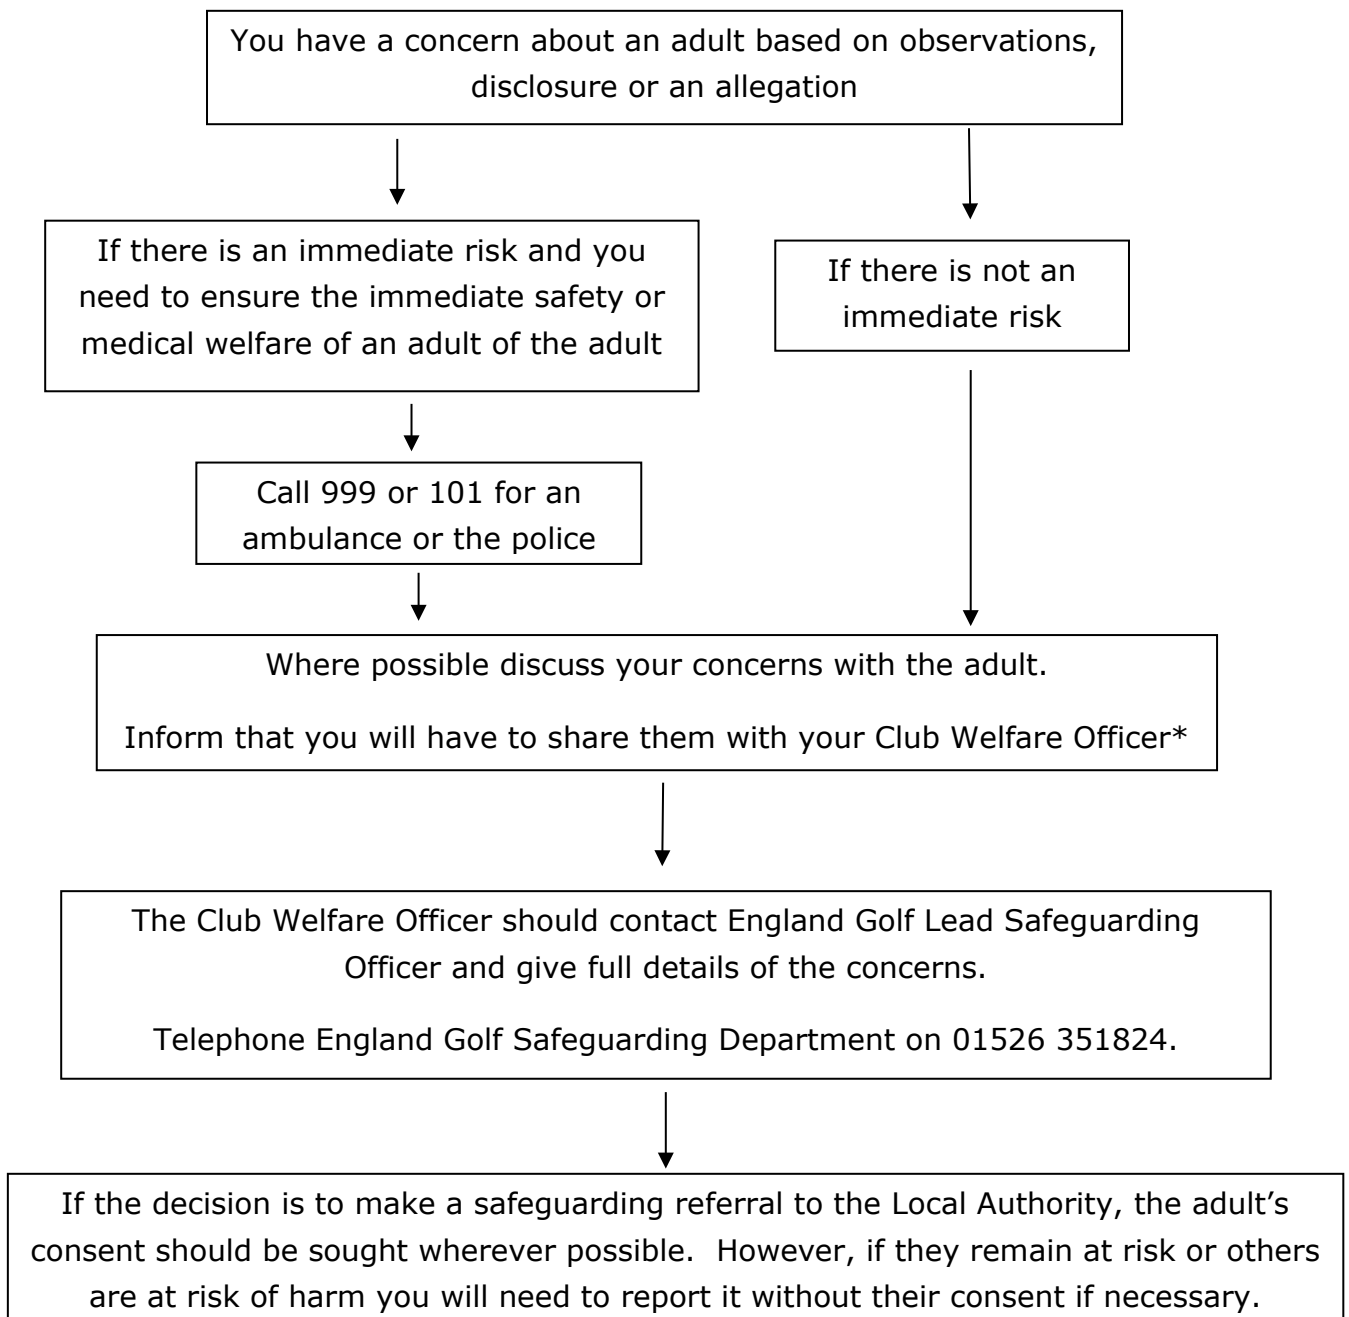 You have a concern about an adult based on observations,
disclosure or an allegation
If there is an immediate risk and you
need to ensure the immediate safety or
medical welfare of an adult of the adult
If there is not an
immediate risk
Call 999 or 101 for an
ambulance or the police
Where possible discuss your concerns with the adult.
Inform that you will have to share them with your Club Welfare Officer*
The Club Welfare Officer should contact England Golf Lead Safeguarding
Officer and give full details of the concerns.
Telephone England Golf Safeguarding Department on 01526 351824.
If the decision is to make a safeguarding referral to the Local Authority, the adult’s
consent should be sought wherever possible.  However, if they remain at risk or others
are at risk of harm you will need to report it without their consent if necessary.